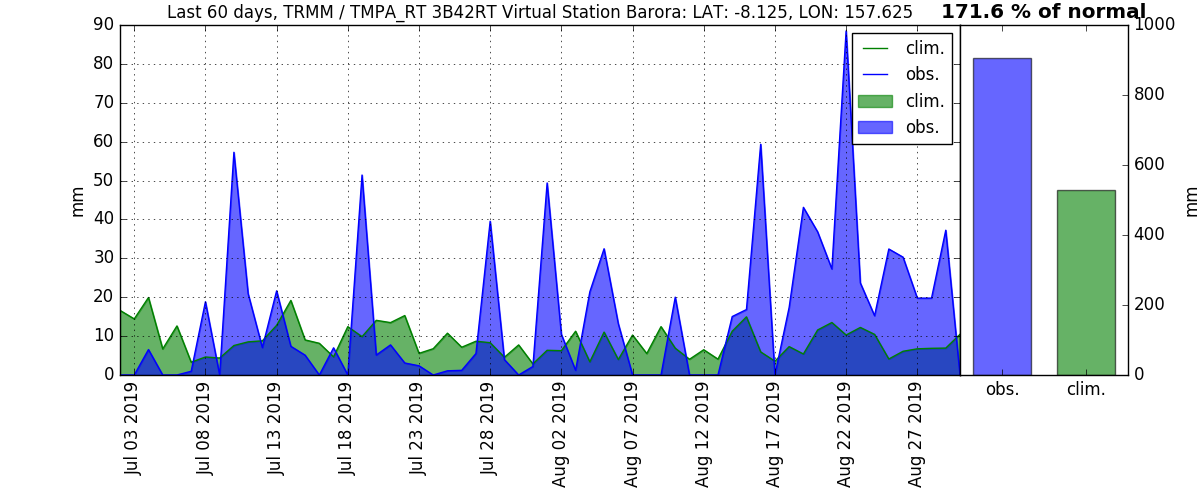 Last 60 days, TRMM / TMPA_RT 3B42RT Virtual Station Barora: LAT: -8.125, LON: 157.625
171.6 % of normal
90
80
70
60
50
40
30
20
10
0
mm
clim.
obs.
clim.
obs.
Jul 03 2019
Jul 08 2019
Jul 13 2019
Jul 18 2019
Jul 23 2019
Jul 28 2019
Aug 02 2019
Aug 07 2019
Aug 12 2019
Aug 17 2019
Aug 22 2019
Aug 27 2019
1000
800
600
400
200
0
mm
obs.
clim.